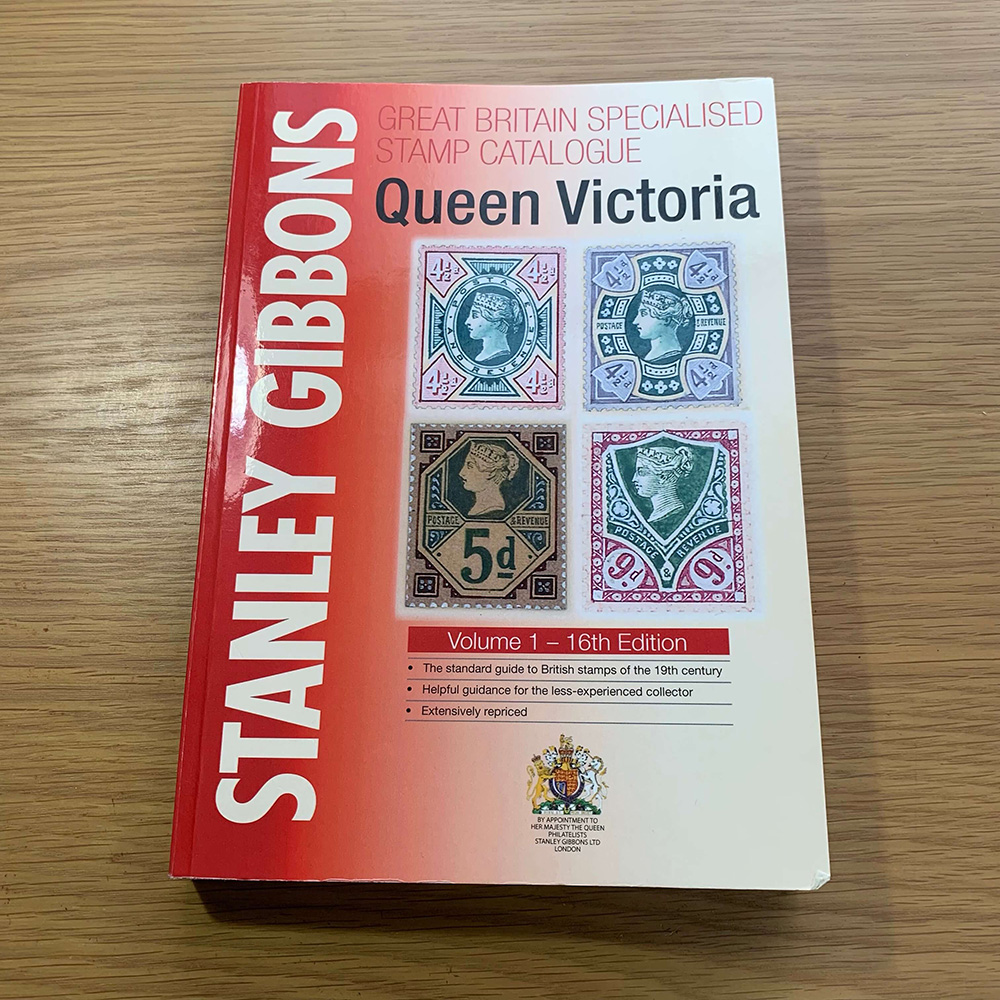 STANLEY GIBBONS
GREAT BRITAIN SPECIALISED
STAMP CATALOGUE
Queen Victoria
4½d 4½d
POSTAGE
AND REVENUE
4½d 4½d
4½d 4½d
POSTAGE & REVENUE
4½d 4½d
POSTAGE & REVENUE
5d
POSTAGE & REVENUE
9d 9d
Volume 1 – 16th Edition
• The standard guide to British stamps of the 19th century
• Helpful guidance for the less-experienced collector
• Extensively repriced
BY APPOINTMENT TO
HER MAJESTY THE QUEEN
PHILATELISTS
STANLEY GIBBONS LTD
LONDON